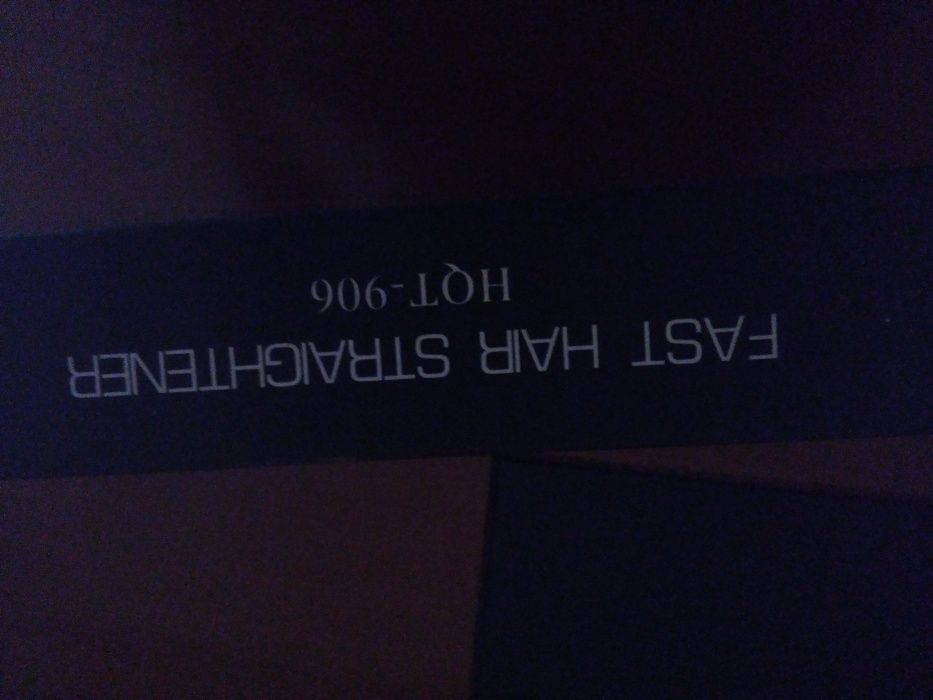 FAST HAIR STRAIGHTENER
HQT-906